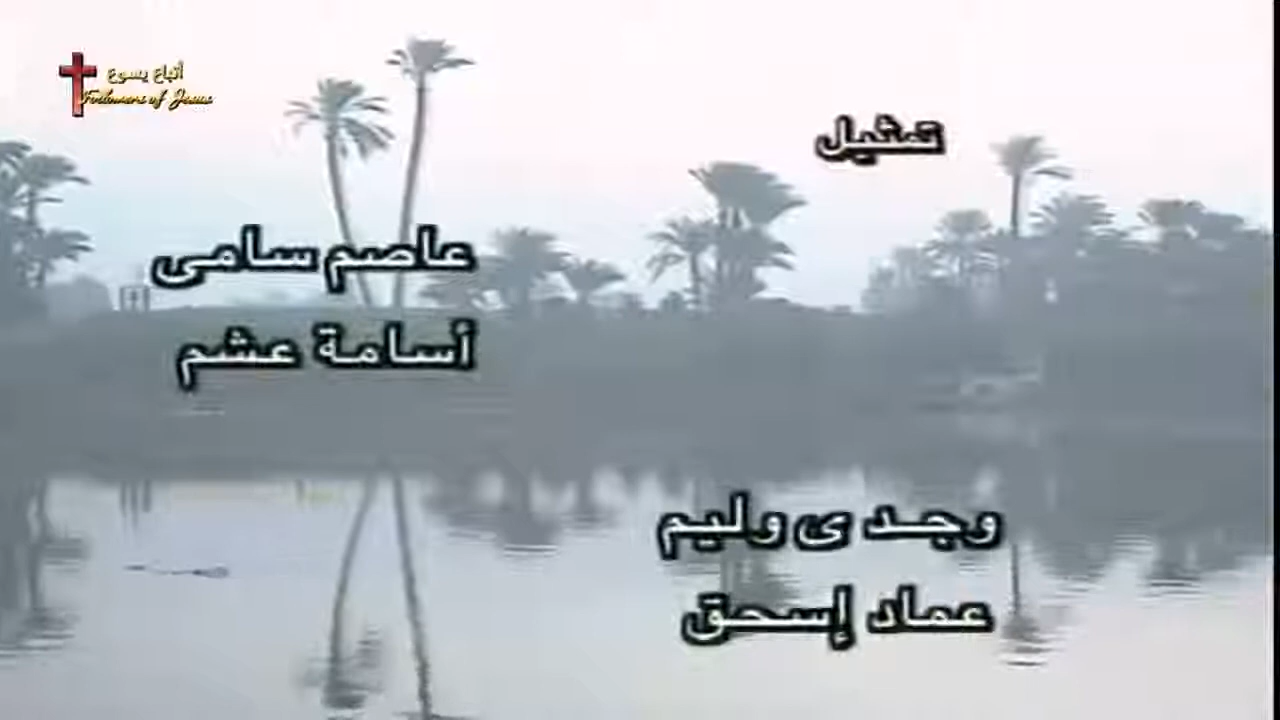 أتباع يسوع
Followers of Jesus
تمثيل
عاصم سامى
أسامة عشم
وجدى وليم
عماد إسحق